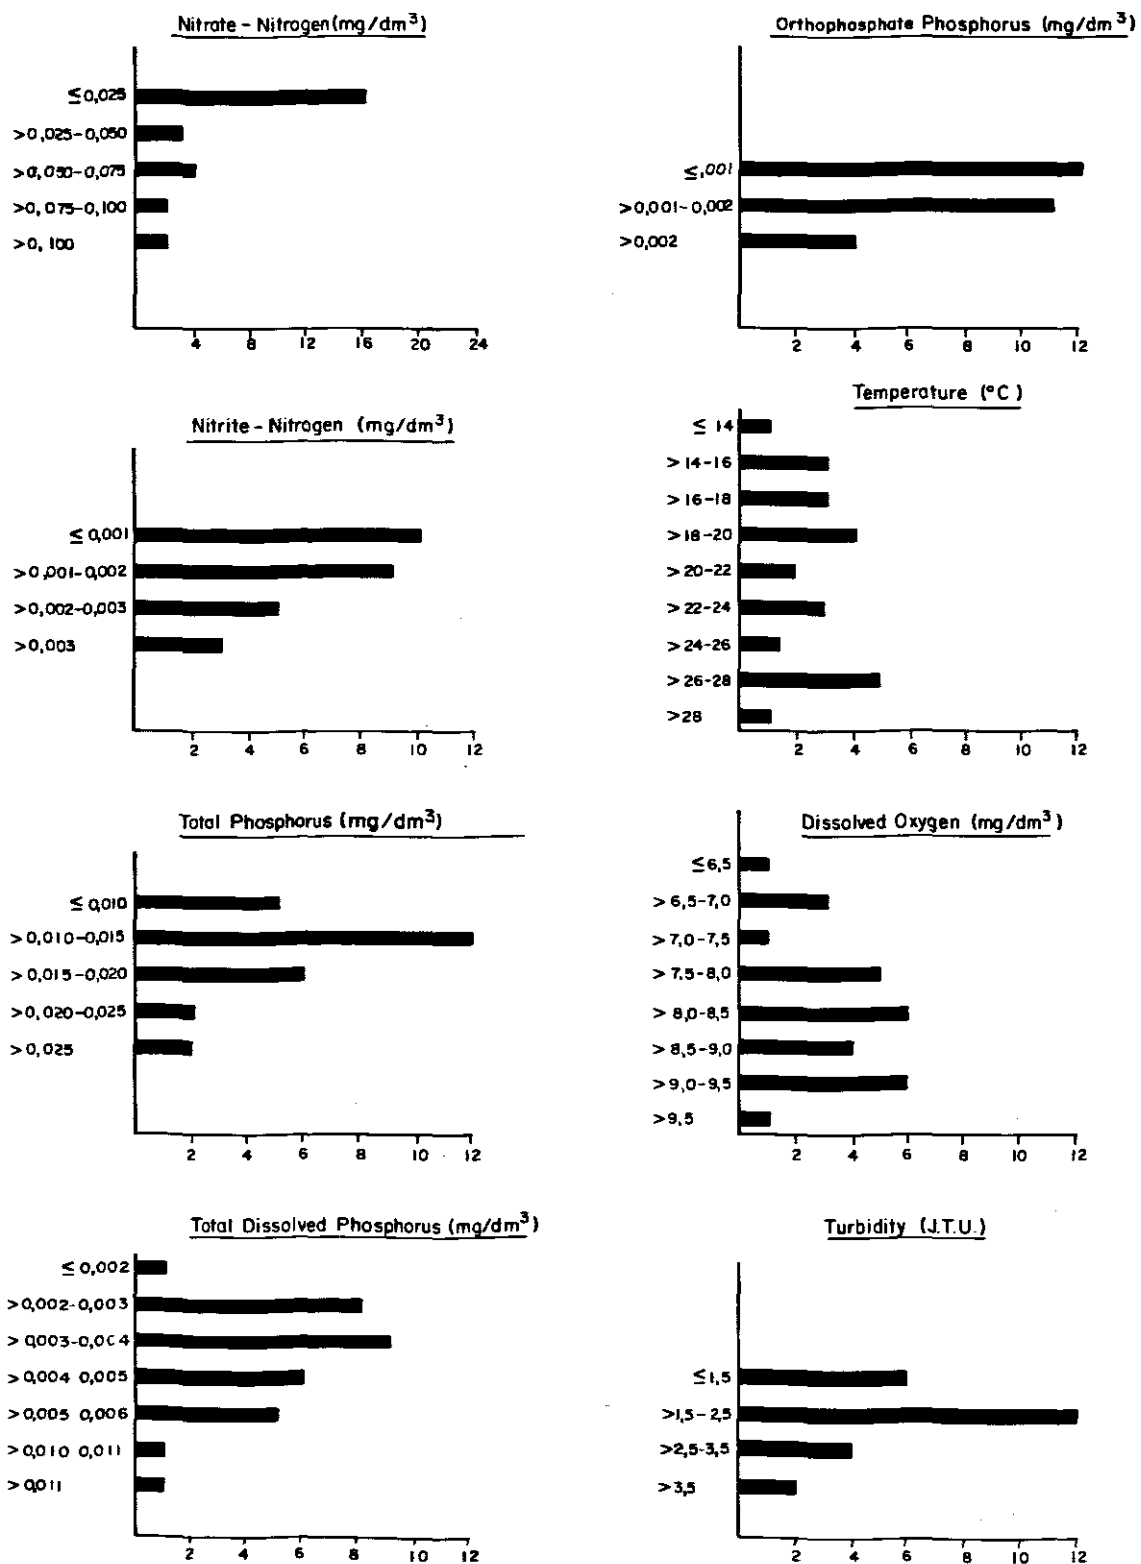 Nitrate - Nitrogen (mg/dm³)
≤0,025
>0,025-0,050
>0,050-0,075
>0,075-0,100
>0,100
4 8 12 16 20 24
Nitrite - Nitrogen (mg/dm³)
≤0,001
>0,001-0,002
>0,002-0,003
>0,003
2 4 6 8 10 12
Total Phosphorus (mg/dm³)
≤0,010
>0,010-0,015
>0,015-0,020
>0,020-0,025
>0,025
2 4 6 8 10 12
Total Dissolved Phosphorus (mg/dm³)
≤0,002
>0,002-0,003
>0,003-0,004
>0,004 0,005
>0,005 0,006
>0,010 0,011
>0,011
2 4 6 8 10 12
Orthophosphate Phosphorus (mg/dm³)
≤,001
>0,001-0,002
>0,002
2 4 6 8 10 12
Temperature (°C)
≤ 14
>14-16
>16-18
>18-20
>20-22
>22-24
>24-26
>26-28
>28
2 4 6 8 10 12
Dissolved Oxygen (mg/dm³)
≤6,5
>6,5-7,0
>7,0-7,5
>7,5-8,0
>8,0-8,5
>8,5-9,0
>9,0-9,5
>9,5
2 4 6 8 10 12
Turbidity (J.T.U.)
≤1,5
>1,5-2,5
>2,5-3,5
>3,5
2 4 6 8 10 12